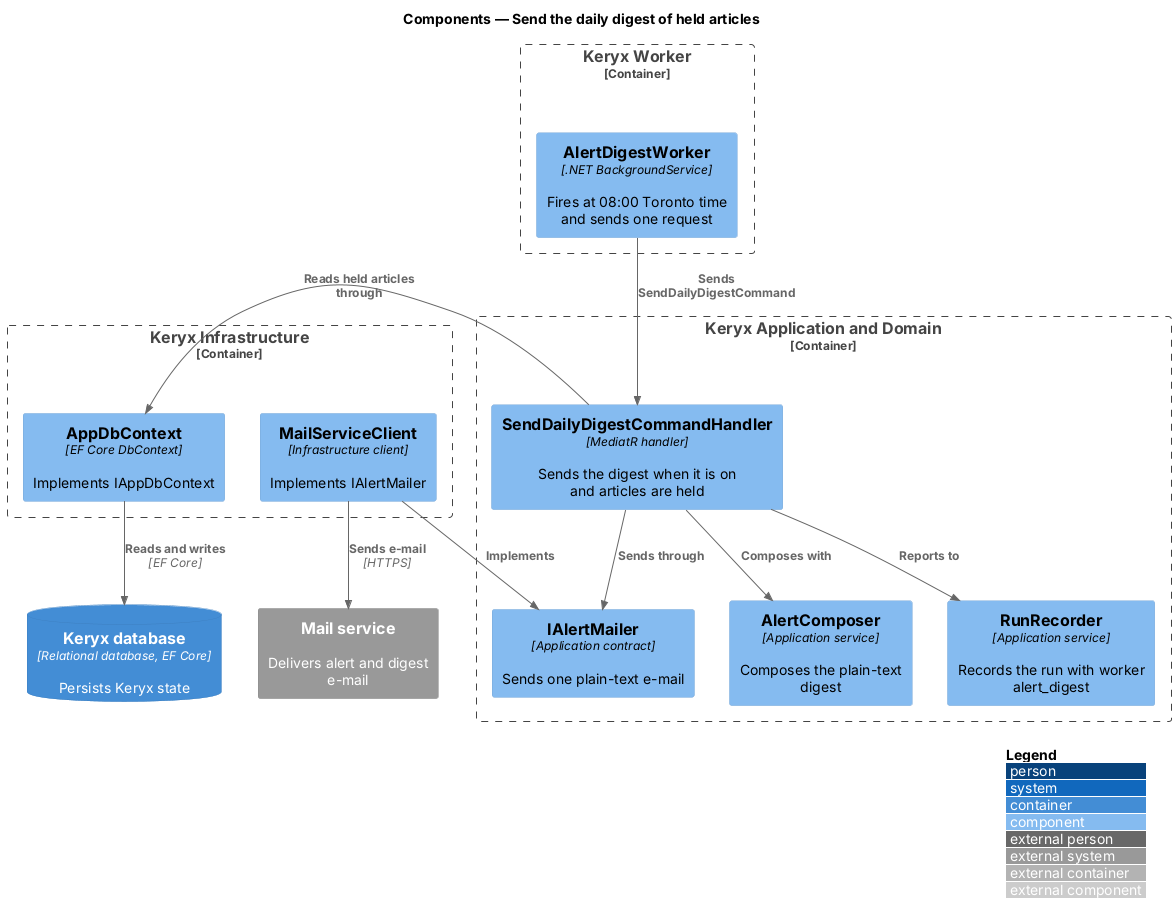 Components — Send the daily digest of held articles
Keryx Worker
[Container]
AlertDigestWorker
[.NET BackgroundService]
Fires at 08:00 Toronto time
and sends one request
Reads held articles
through
Sends
SendDailyDigestCommand
Keryx Infrastructure
[Container]
Keryx Application and Domain
[Container]
AppDbContext
[EF Core DbContext]
Implements IAppDbContext
MailServiceClient
[Infrastructure client]
Implements IAlertMailer
SendDailyDigestCommandHandler
[MediatR handler]
Sends the digest when it is on
and articles are held
Reads and writes
[EF Core]
Sends e-mail
[HTTPS]
Implements
Sends through
Composes with
Reports to
Keryx database
[Relational database, EF Core]
Persists Keryx state
Mail service
Delivers alert and digest
e-mail
IAlertMailer
[Application contract]
Sends one plain-text e-mail
AlertComposer
[Application service]
Composes the plain-text
digest
RunRecorder
[Application service]
Records the run with worker
alert_digest
Legend
person
system
container
component
external person
external system
external container
external component